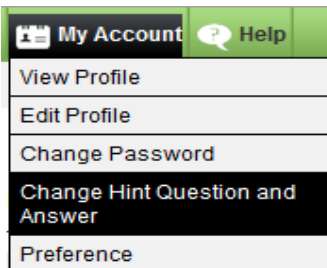 My Account Help
View Profile
Edit Profile
Change Password
Change Hint Question and
Answer
Preference